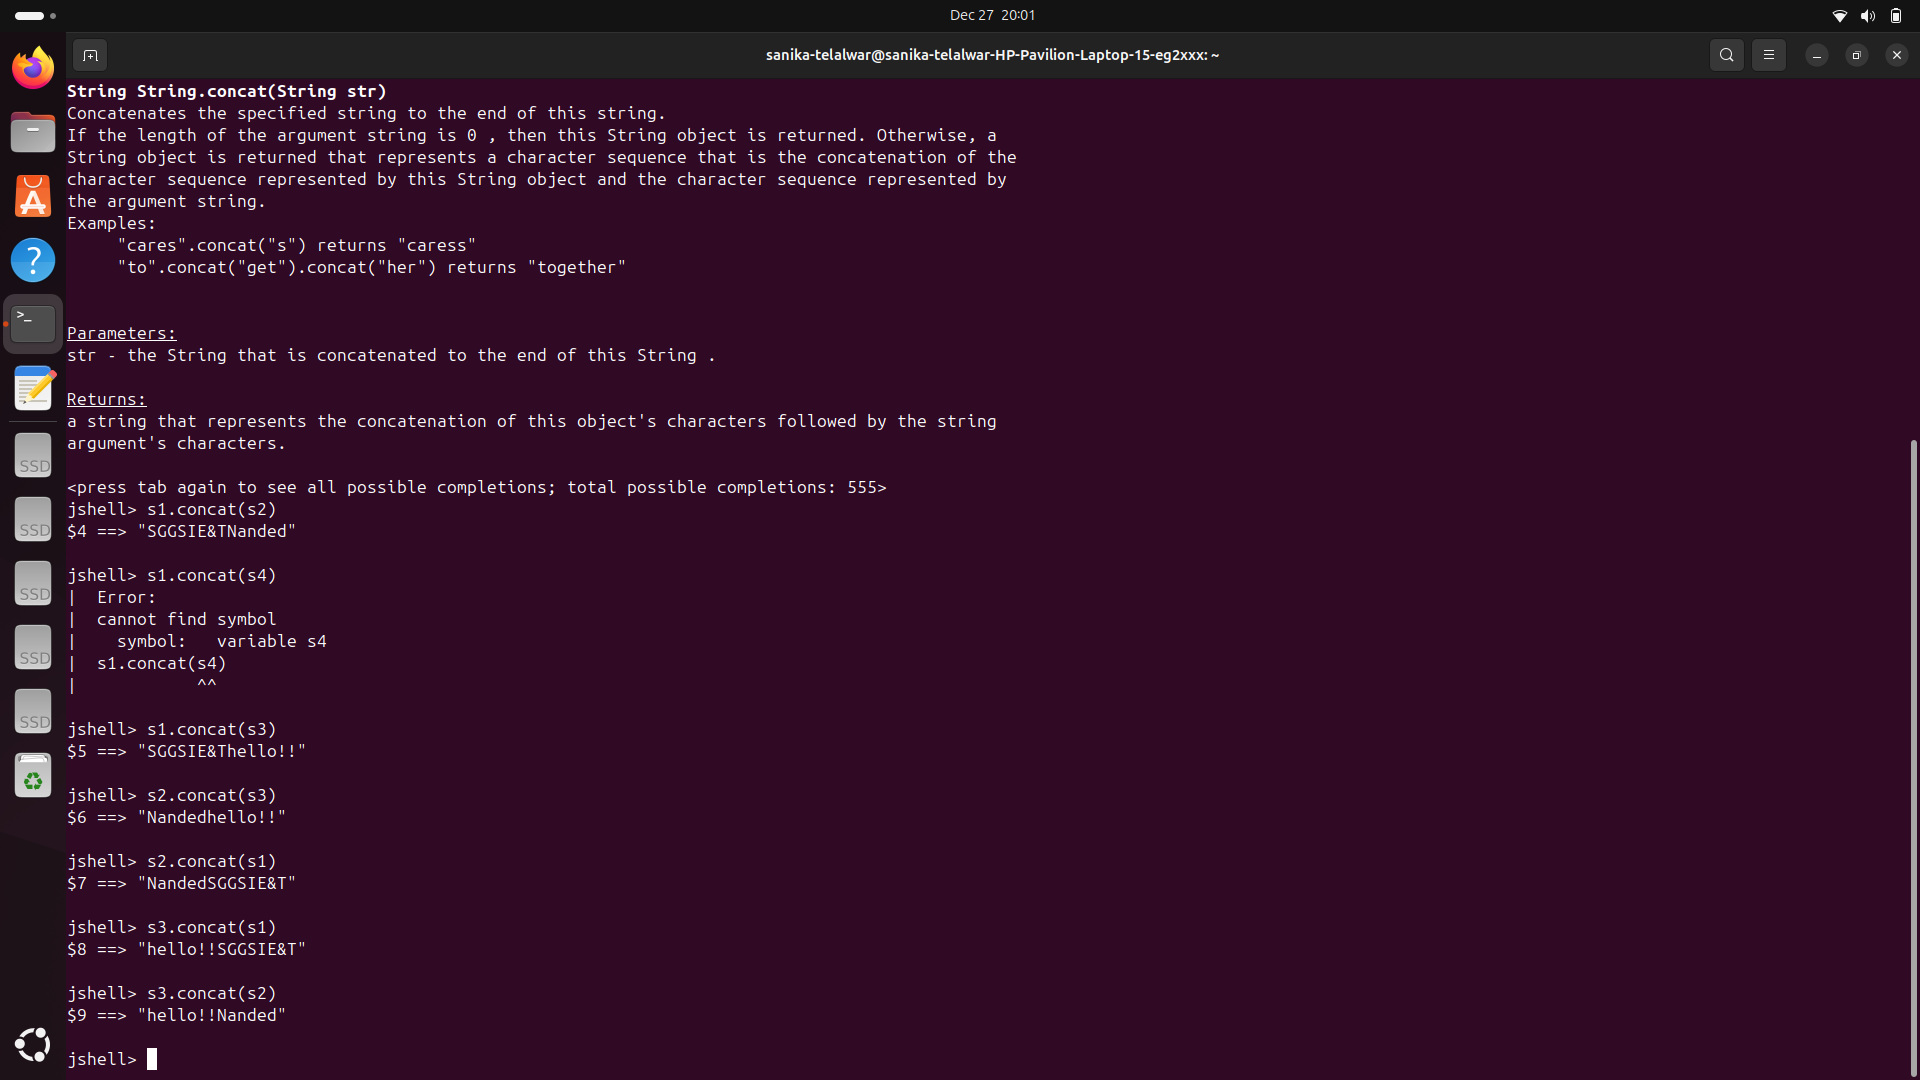 Dec 27  20:01
sanika-telalwar@sanika-telalwar-HP-Pavilion-Laptop-15-eg2xxx: ~
String String.concat(String str)
Concatenates the specified string to the end of this string.
If the length of the argument string is 0 , then this String object is returned. Otherwise, a
String object is returned that represents a character sequence that is the concatenation of the
character sequence represented by this String object and the character sequence represented by
the argument string.
Examples:
     "cares".concat("s") returns "caress"
     "to".concat("get").concat("her") returns "together"
Parameters:
str - the String that is concatenated to the end of this String .
Returns:
a string that represents the concatenation of this object's characters followed by the string
argument's characters.
<press tab again to see all possible completions; total possible completions: 555>
jshell> s1.concat(s2)
$4 ==> "SGGSIE&TNanded"
jshell> s1.concat(s4)
|  Error:
|  cannot find symbol
|    symbol:   variable s4
|  s1.concat(s4)
|            ^^
jshell> s1.concat(s3)
$5 ==> "SGGSIE&Thello!!"
jshell> s2.concat(s3)
$6 ==> "Nandedhello!!"
jshell> s2.concat(s1)
$7 ==> "NandedSGGSIE&T"
jshell> s3.concat(s1)
$8 ==> "hello!!SGGSIE&T"
jshell> s3.concat(s2)
$9 ==> "hello!!Nanded"
jshell>
SSD
SSD
SSD
SSD
SSD